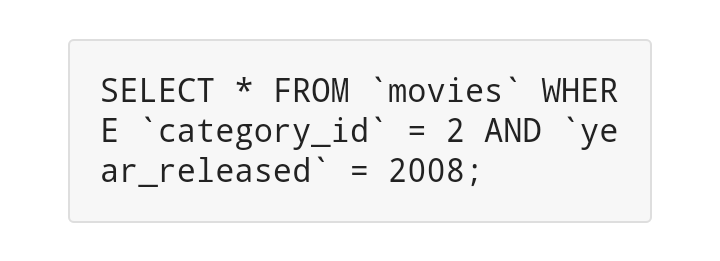 SELECT * FROM `movies` WHER
E `category_id` = 2 AND `ye
ar_released` = 2008;